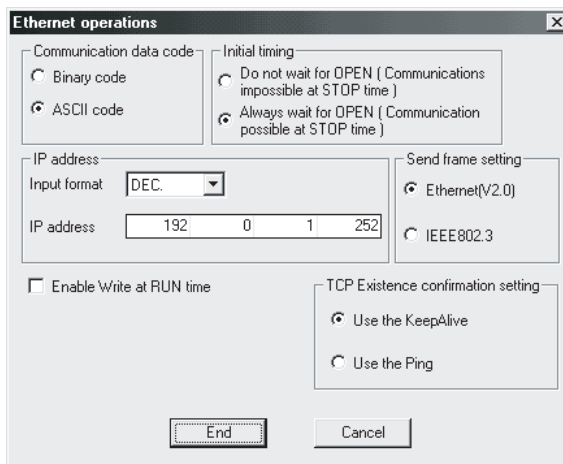 Ethernet operations
Communication data code
Binary code
ASCII code
Initial timing
Do not wait for OPEN ( Communications
impossible at STOP time )
Always wait for OPEN ( Communication
possible at STOP time )
IP address
Input format DEC.
IP address 192 0 1 252
Send frame setting
Ethernet(V2.0)
IEEE802.3
Enable Write at RUN time
TCP Existence confirmation setting
Use the KeepAlive
Use the Ping
End Cancel